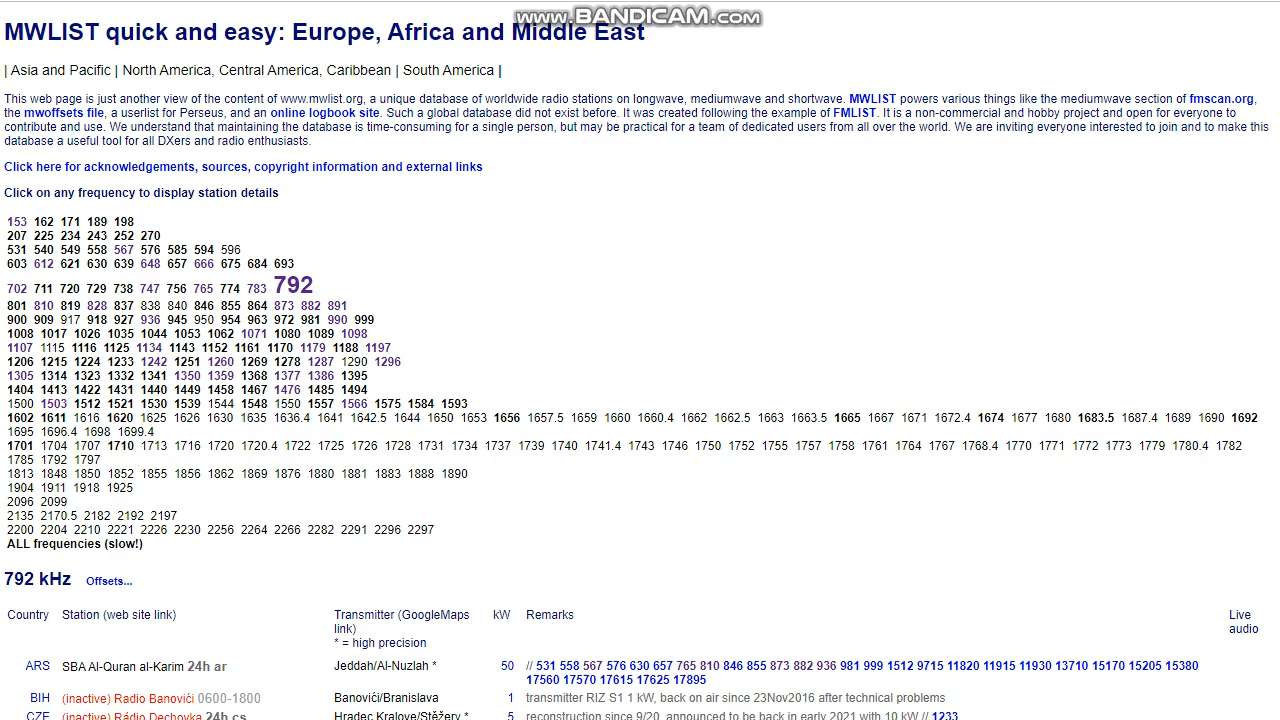 www.BANDICAM.com
MWLIST quick and easy: Europe, Africa and Middle East
| Asia and Pacific | North America, Central America, Caribbean | South America |
This web page is just another view of the content of www.mwlist.org, a unique database of worldwide radio stations on longwave, mediumwave and shortwave. MWLIST powers various things like the mediumwave section of fmscan.org,
the mwoffsets file, a userlist for Perseus, and an online logbook site. Such a global database did not exist before. It was created following the example of FMLIST. It is a non-commercial and hobby project and open for everyone to
contribute and use. We understand that maintaining the database is time-consuming for a single person, but may be practical for a team of dedicated users from all over the world. We are inviting everyone interested to join and to make this
database a useful tool for all DXers and radio enthusiasts.
Click here for acknowledgements, sources, copyright information and external links
Click on any frequency to display station details
153 162 171 189 198
207 225 234 243 252 270
531 540 549 558 567 576 585 594 596
603 612 621 630 639 648 657 666 675 684 693
702 711 720 729 738 747 756 765 774 783 792
801 810 819 828 837 838 840 846 855 864 873 882 891
900 909 917 918 927 936 945 950 954 963 972 981 990 999
1008 1017 1026 1035 1044 1053 1062 1071 1080 1089 1098
1107 1115 1116 1125 1134 1143 1152 1161 1170 1179 1188 1197
1206 1215 1224 1233 1242 1251 1260 1269 1278 1287 1290 1296
1305 1314 1323 1332 1341 1350 1359 1368 1377 1386 1395
1404 1413 1422 1431 1440 1449 1458 1467 1476 1485 1494
1500 1503 1512 1521 1530 1539 1544 1548 1550 1557 1566 1575 1584 1593
1602 1611 1616 1620 1625 1626 1630 1635 1636.4 1641 1642.5 1644 1650 1653 1656 1657.5 1659 1660 1660.4 1662 1662.5 1663 1663.5 1665 1667 1671 1672.4 1674 1677 1680 1683.5 1687.4 1689 1690 1692
1695 1696.4 1698 1699.4
1701 1704 1707 1710 1713 1716 1720 1720.4 1722 1725 1726 1728 1731 1734 1737 1739 1740 1741.4 1743 1746 1750 1752 1755 1757 1758 1761 1764 1767 1768.4 1770 1771 1772 1773 1779 1780.4 1782
1785 1792 1797
1813 1848 1850 1852 1855 1856 1862 1869 1876 1880 1881 1883 1888 1890
1904 1911 1918 1925
2096 2099
2135 2170.5 2182 2192 2197
2200 2204 2210 2221 2226 2230 2256 2264 2266 2282 2291 2296 2297
ALL frequencies (slow!)
792 kHz Offsets...
Country Station (web site link) Transmitter (GoogleMaps link) * = high precision kW Remarks Live audio
ARS SBA Al-Quran al-Karim 24h ar Jeddah/Al-Nuzlah * 50 // 531 558 567 576 630 657 765 810 846 855 873 882 936 981 999 1512 9715 11820 11915 11930 13710 15170 15205 15380
17560 17570 17615 17625 17895
BIH (inactive) Radio Banovići 0600-1800 Banovići/Branislava 1 transmitter RIZ S1 1 kW, back on air since 23Nov2016 after technical problems
CZE (inactive) Rádio Dechovka 24h cs Hradec Kralove/Stěžery * 5 reconstruction since 9/20, announced to be back in early 2021 with 10 kW // 1233